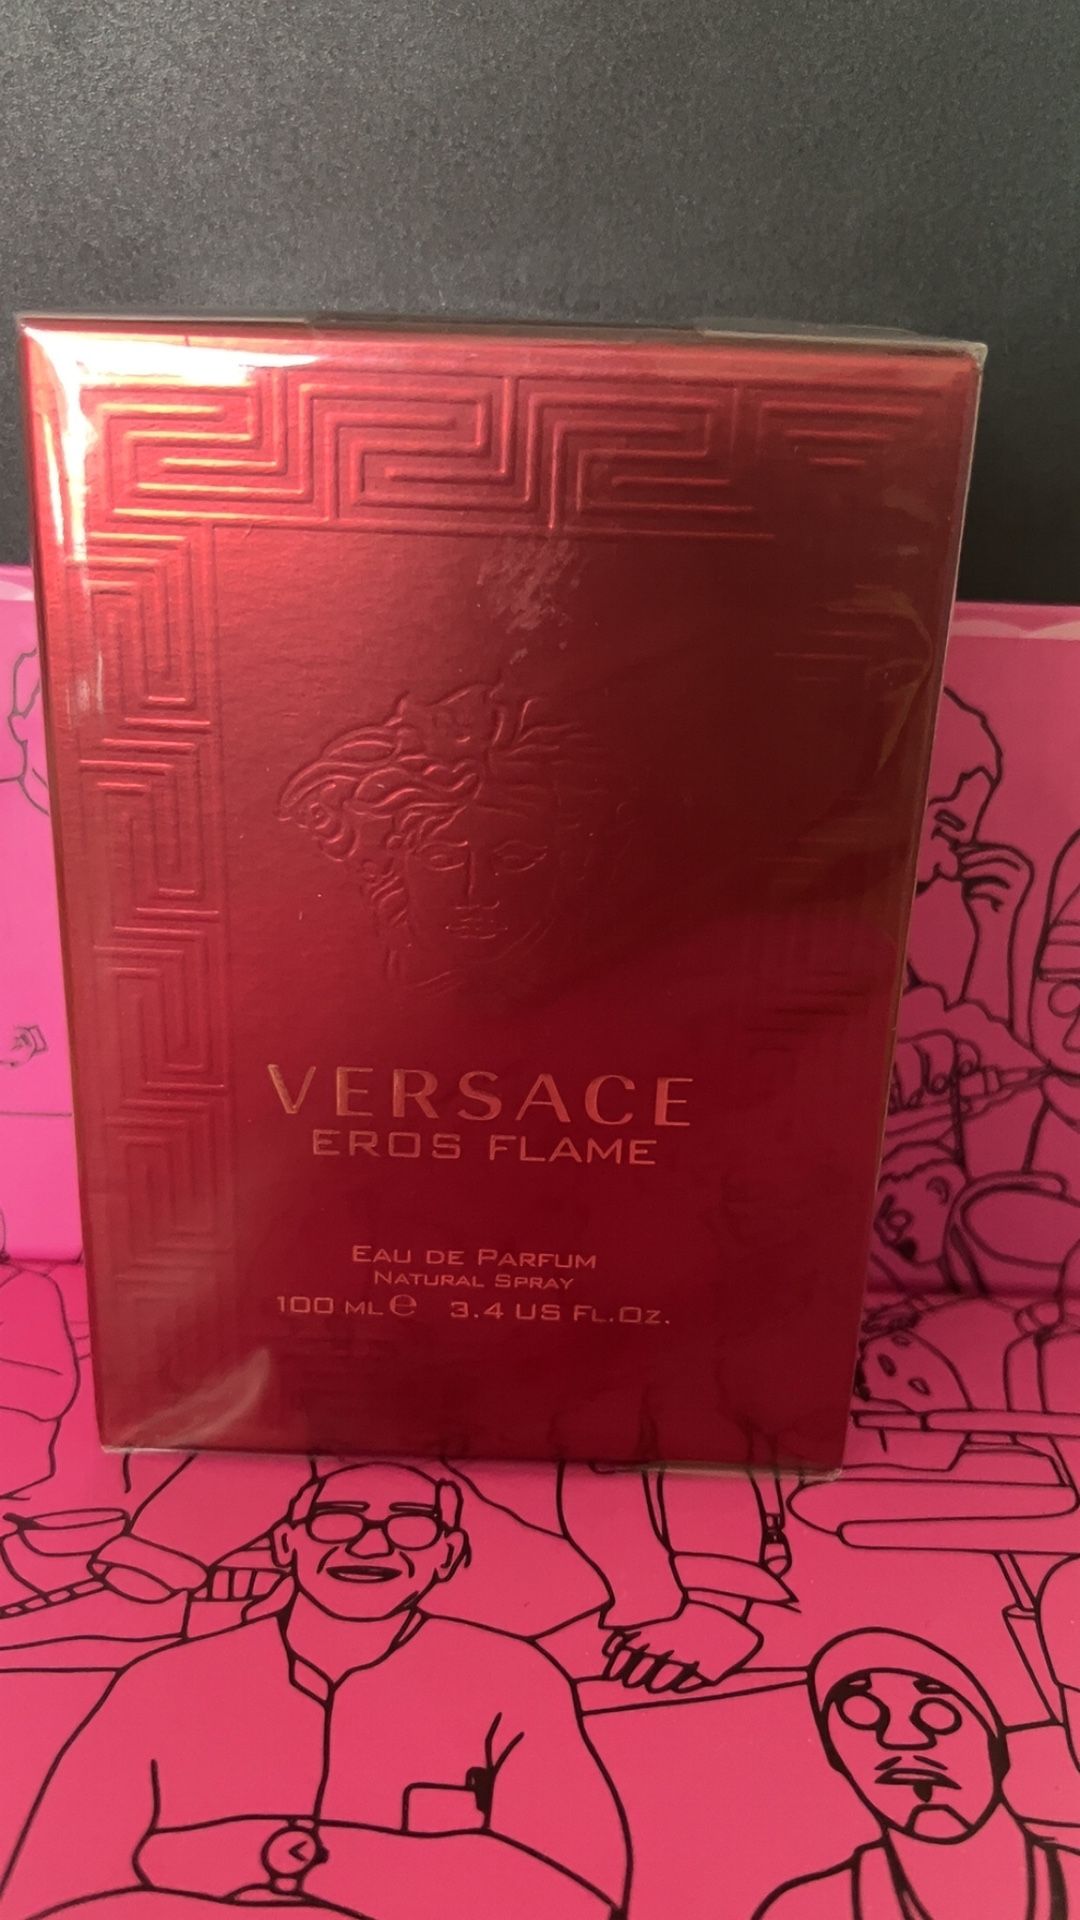 VERSACE
EROS FLAME
EAU DE PARFUM
NATURAL SPRAY
100 ML ℮ 3.4 US FL.OZ.